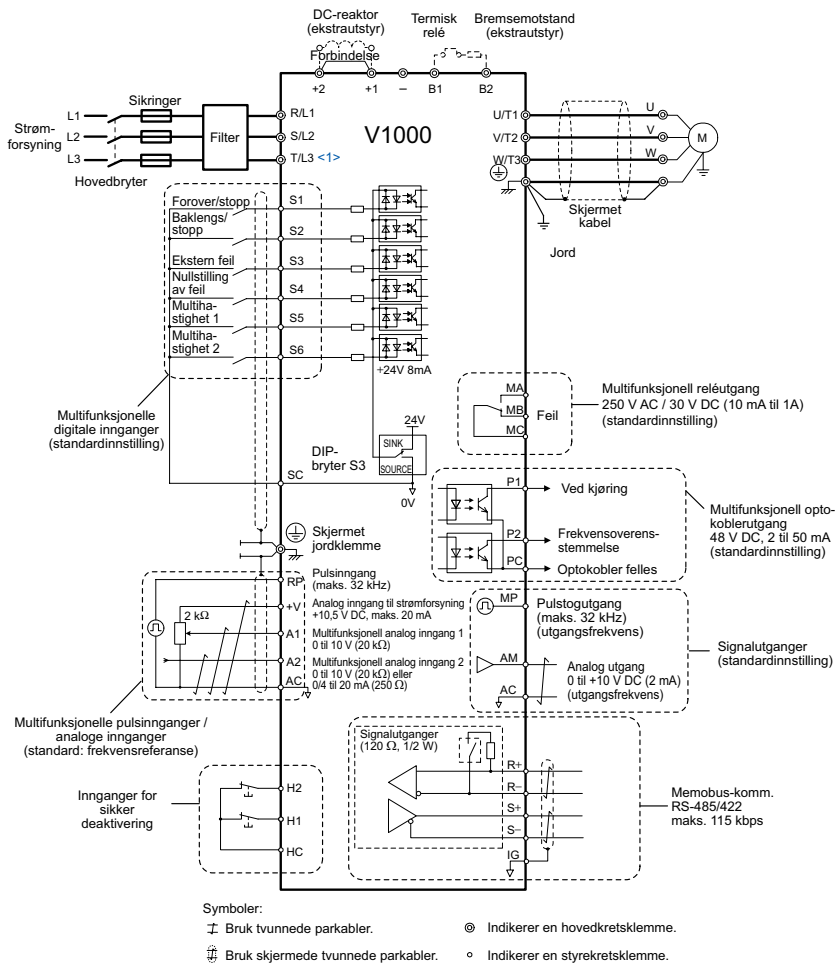 DC-reaktor
(ekstrautstyr)
Termisk
relé
Bremsemotstand
(ekstrautstyr)
Forbindelse
+2
+1
–
B1
B2
Sikringer
L1
R/L1
Strøm-
forsyning
L2
Filter
S/L2
L3
T/L3 <1>
Hovedbryter
V1000
U/T1
U
V/T2
V
M
W/T3
W
Skjermet
kabel
Jord
Forover/stopp
S1
Baklengs/
stopp
S2
Ekstern feil
S3
Nullstilling
av feil
S4
Multiha-
stighet 1
S5
Multiha-
stighet 2
S6
+24V 8mA
Multifunksjonelle
digitale innganger
(standardinnstilling)
24V
DIP-
bryter S3
SINK
SOURCE
SC
0V
MA
MB
MC
Feil
Multifunksjonell reléutgang
250 V AC / 30 V DC (10 mA til 1A)
(standardinnstilling)
P1
Ved kjøring
P2
Frekvensoverens-
stemmelse
PC
Optokobler felles
Multifunksjonell opto-
koblerutgang
48 V DC, 2 til 50 mA
(standardinnstilling)
Skjermet
jordklemme
RP
Pulsinngang
(maks. 32 kHz)
+V
Analog inngang til strømforsyning
+10,5 V DC, maks. 20 mA
2 kΩ
A1
Multifunksjonell analog inngang 1
0 til 10 V (20 kΩ)
A2
Multifunksjonell analog inngang 2
0 til 10 V (20 kΩ) eller
0/4 til 20 mA (250 Ω)
AC
Multifunksjonelle pulsinnganger /
analoge innganger
(standard: frekvensreferanse)
MP
Pulstogutgang
(maks. 32 kHz)
(utgangsfrekvens)
AM
Analog utgang
0 til +10 V DC (2 mA)
(utgangsfrekvens)
AC
Signalutganger
(standardinnstilling)
Innganger for
sikker
deaktivering
H2
H1
HC
Signalutganger
(120 Ω, 1/2 W)
R+
R–
S+
S–
IG
Memobus-komm.
RS-485/422
maks. 115 kbps
Symboler:
Bruk tvunnede parkabler.
Indikerer en hovedkretsklemme.
Bruk skjermede tvunnede parkabler.
Indikerer en styrekretsklemme.